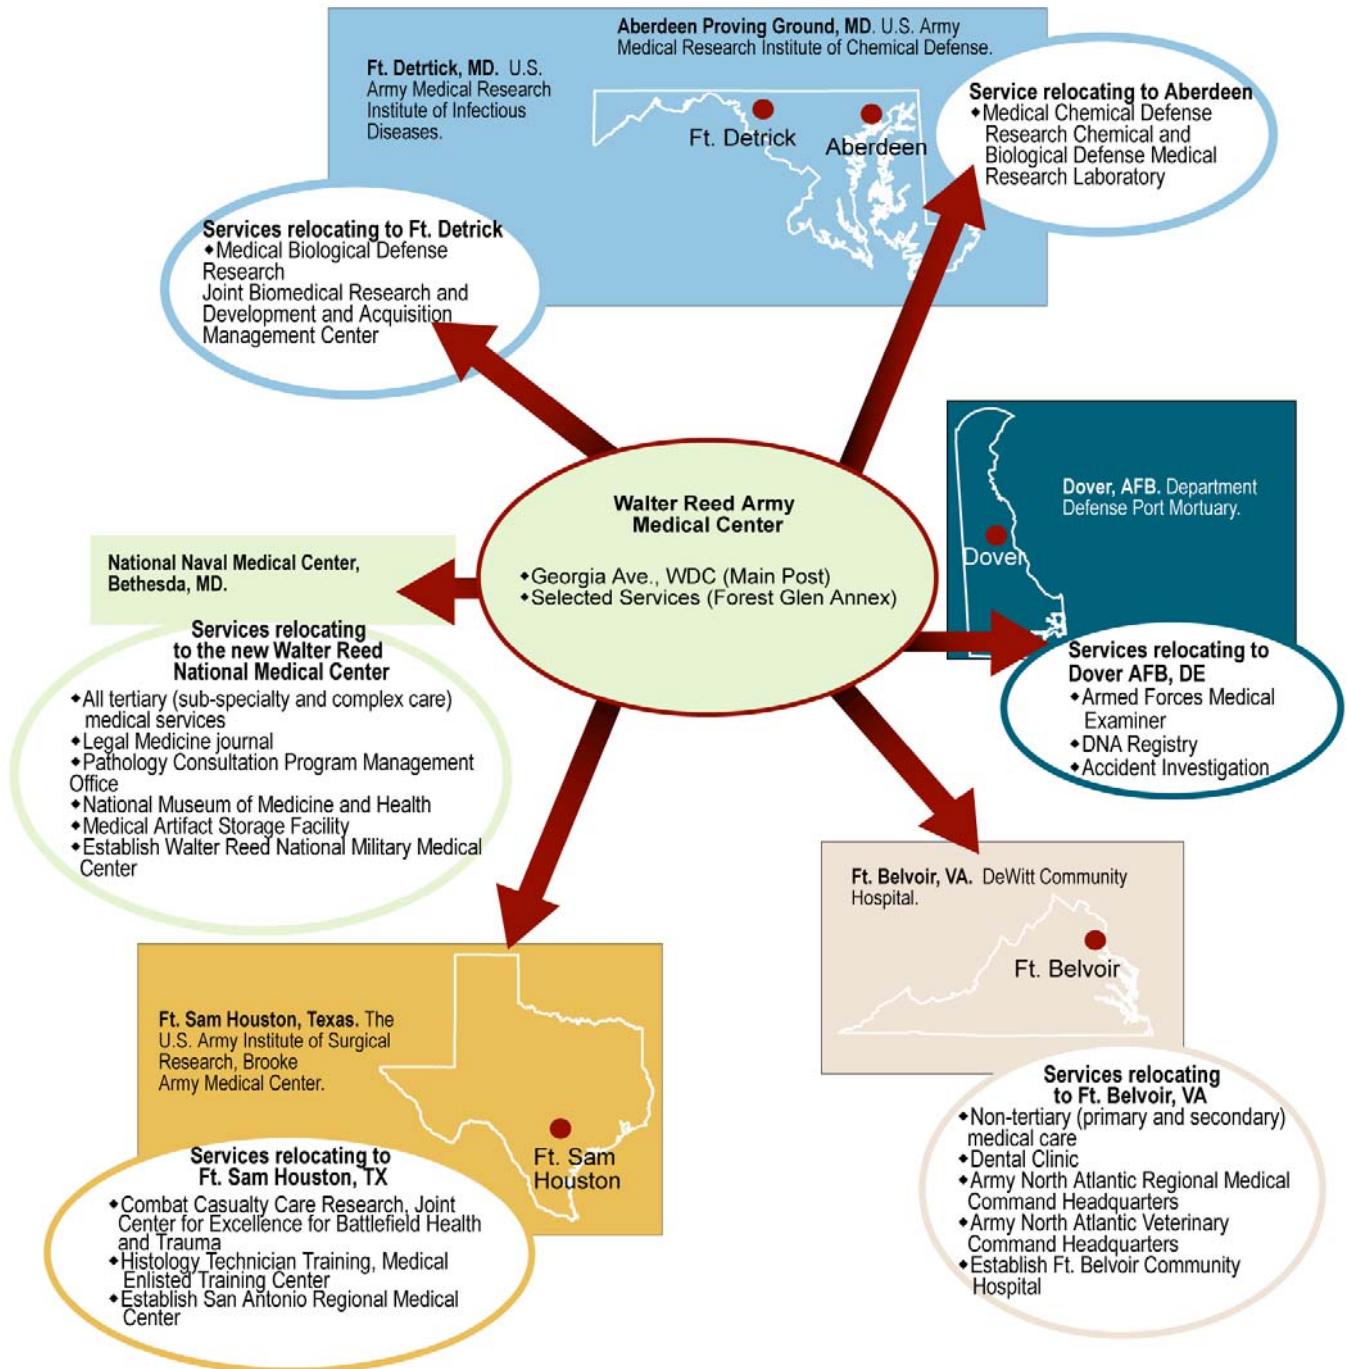 Aberdeen Proving Ground, MD. U.S. Army
Medical Research Institute of Chemical Defense.
Ft. Detrtick, MD. U.S.
Army Medical Research
Institute of Infectious
Diseases.
Ft. Detrick
Aberdeen
Service relocating to Aberdeen
◆Medical Chemical Defense
Research Chemical and
Biological Defense Medical
Research Laboratory
Services relocating to Ft. Detrick
◆Medical Biological Defense
Research
Joint Biomedical Research and
Development and Acquisition
Management Center
Walter Reed Army
Medical Center
◆Georgia Ave., WDC (Main Post)
◆Selected Services (Forest Glen Annex)
Dover, AFB. Department
Defense Port Mortuary.
Dover
Services relocating to
Dover AFB, DE
◆Armed Forces Medical
Examiner
◆DNA Registry
◆Accident Investigation
National Naval Medical Center,
Bethesda, MD.
Services relocating
to the new Walter Reed
National Medical Center
◆All tertiary (sub-specialty and complex care)
medical services
◆Legal Medicine journal
◆Pathology Consultation Program Management
Office
◆National Museum of Medicine and Health
◆Medical Artifact Storage Facility
◆Establish Walter Reed National Military Medical
Center
Ft. Belvoir, VA. DeWitt Community
Hospital.
Ft. Belvoir
Services relocating
to Ft. Belvoir, VA
◆Non-tertiary (primary and secondary)
medical care
◆Dental Clinic
◆Army North Atlantic Regional Medical
Command Headquarters
◆Army North Atlantic Veterinary
Command Headquarters
◆Establish Ft. Belvoir Community
Hospital
Ft. Sam Houston, Texas. The
U.S. Army Institute of Surgical
Research, Brooke
Army Medical Center.
Ft. Sam
Houston
Services relocating to
Ft. Sam Houston, TX
◆Combat Casualty Care Research, Joint
Center for Excellence for Battlefield Health
and Trauma
◆Histology Technician Training, Medical
Enlisted Training Center
◆Establish San Antonio Regional Medical
Center